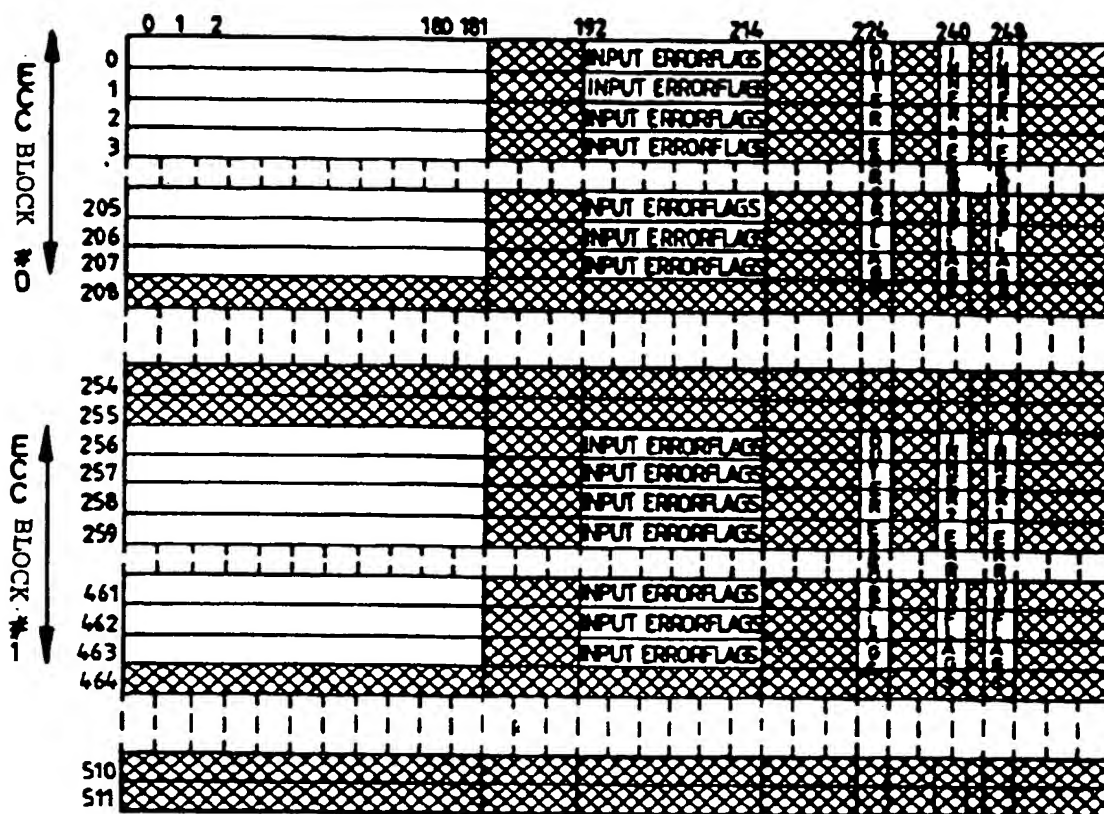 0 1 2 180 181 192 214 224 240 248
ECC BLOCK #0
0 INPUT ERRORFLAGS
1 INPUT ERRORFLAGS
2 INPUT ERRORFLAGS
3 INPUT ERRORFLAGS
205 INPUT ERRORFLAGS
206 INPUT ERRORFLAGS
207 INPUT ERRORFLAGS
208
OUTER
254
255
ECC BLOCK #1
256 INPUT ERRORFLAGS
257 INPUT ERRORFLAGS
258 INPUT ERRORFLAGS
259 INPUT ERRORFLAGS
461 INPUT ERRORFLAGS
462 INPUT ERRORFLAGS
463 INPUT ERRORFLAGS
464
OUTER
510
511